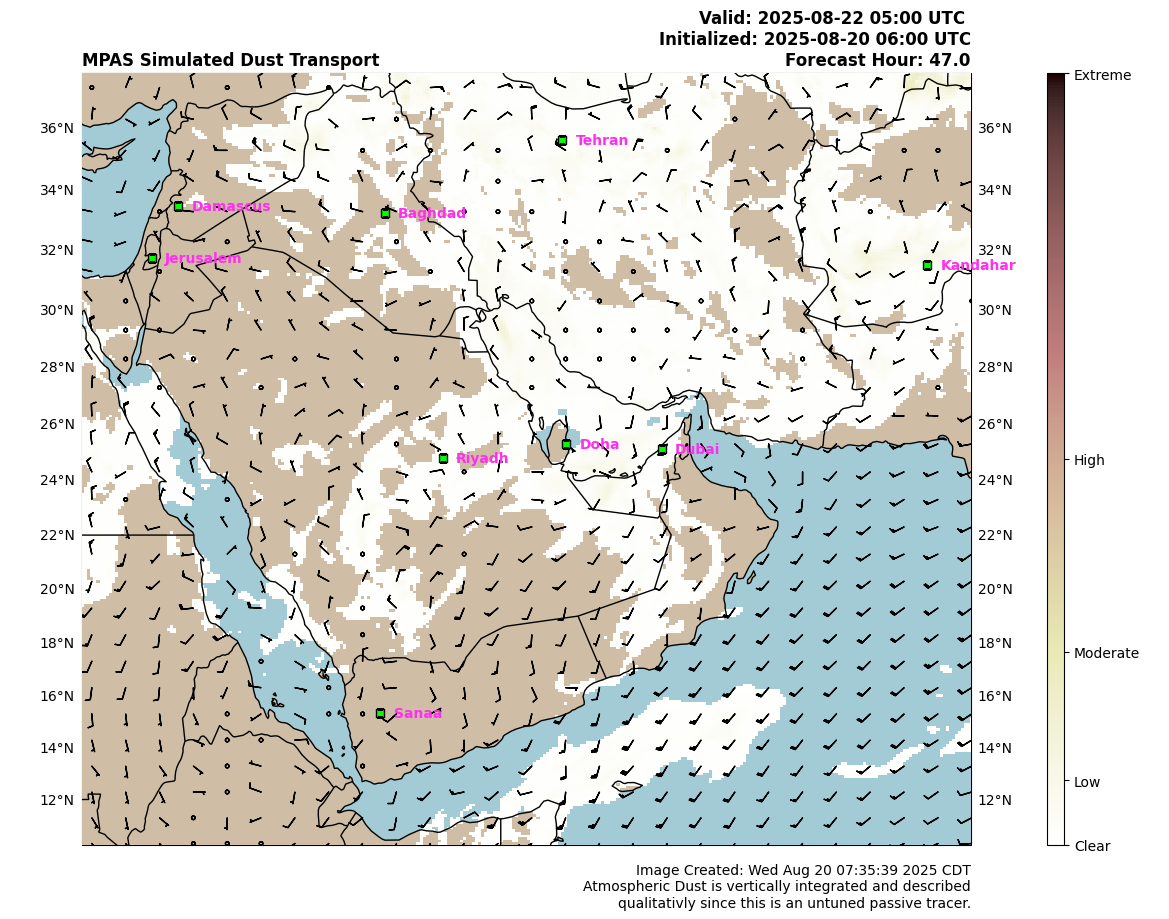 Valid: 2025-08-22 05:00 UTC
Initialized: 2025-08-20 06:00 UTC
MPAS Simulated Dust Transport
Forecast Hour: 47.0
Extreme
High
Moderate
Low
Clear
36°N
34°N
32°N
30°N
28°N
26°N
24°N
22°N
20°N
18°N
16°N
14°N
12°N
36°N
34°N
32°N
30°N
28°N
26°N
24°N
22°N
20°N
18°N
16°N
14°N
12°N
Tehran
Damascus
Baghdad
Jerusalem
Kandahar
Doha
Dubai
Riyadh
Sanaa
Image Created: Wed Aug 20 07:35:39 2025 CDT
Atmospheric Dust is vertically integrated and described
qualitativly since this is an untuned passive tracer.